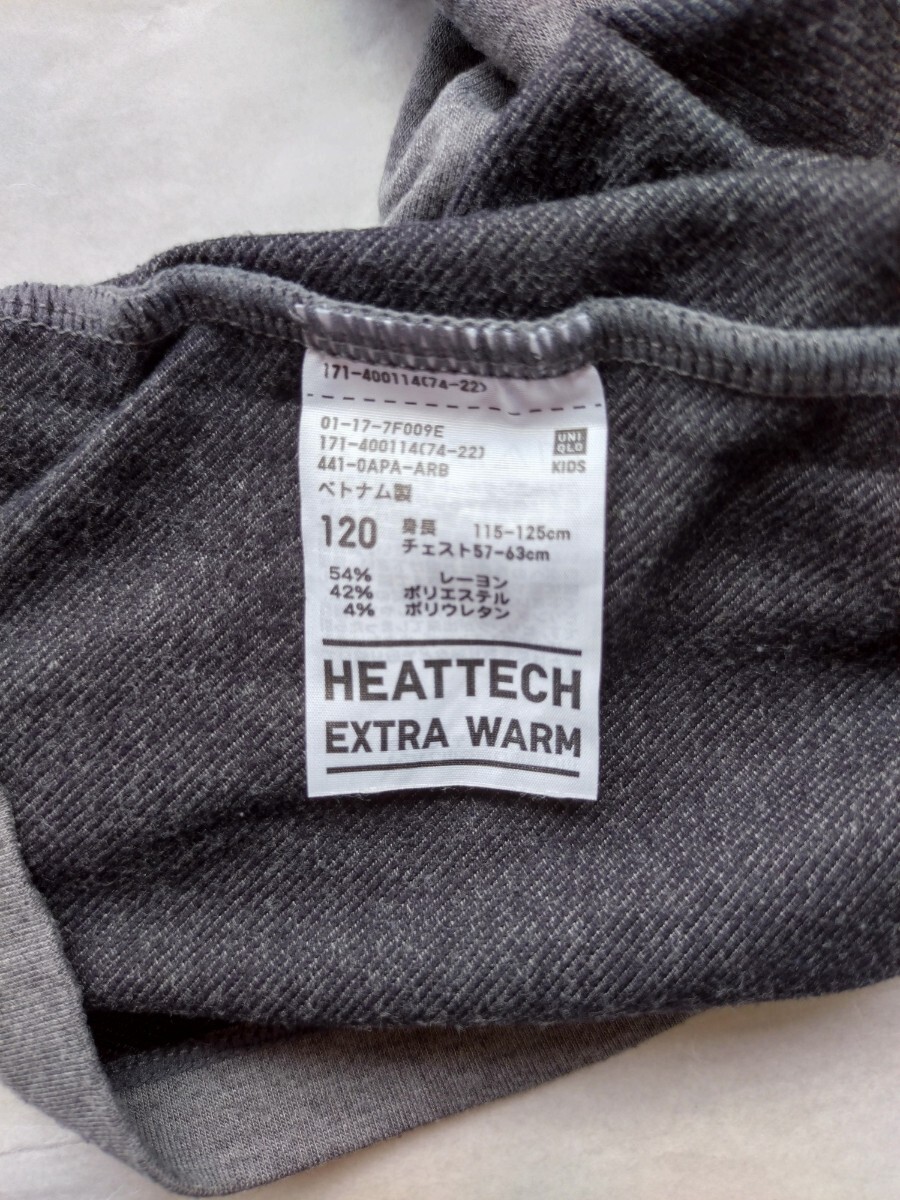 171-400114(74-22)
01-17-7F009E
171-400114(74-22)
441-0APA-ARB
ベトナム製
UNI
QLO
KIDS
120 身長 115-125cm
チェスト57-63cm
54% レーヨン
42% ポリエステル
4% ポリウレタン
HEATTECH
EXTRA WARM